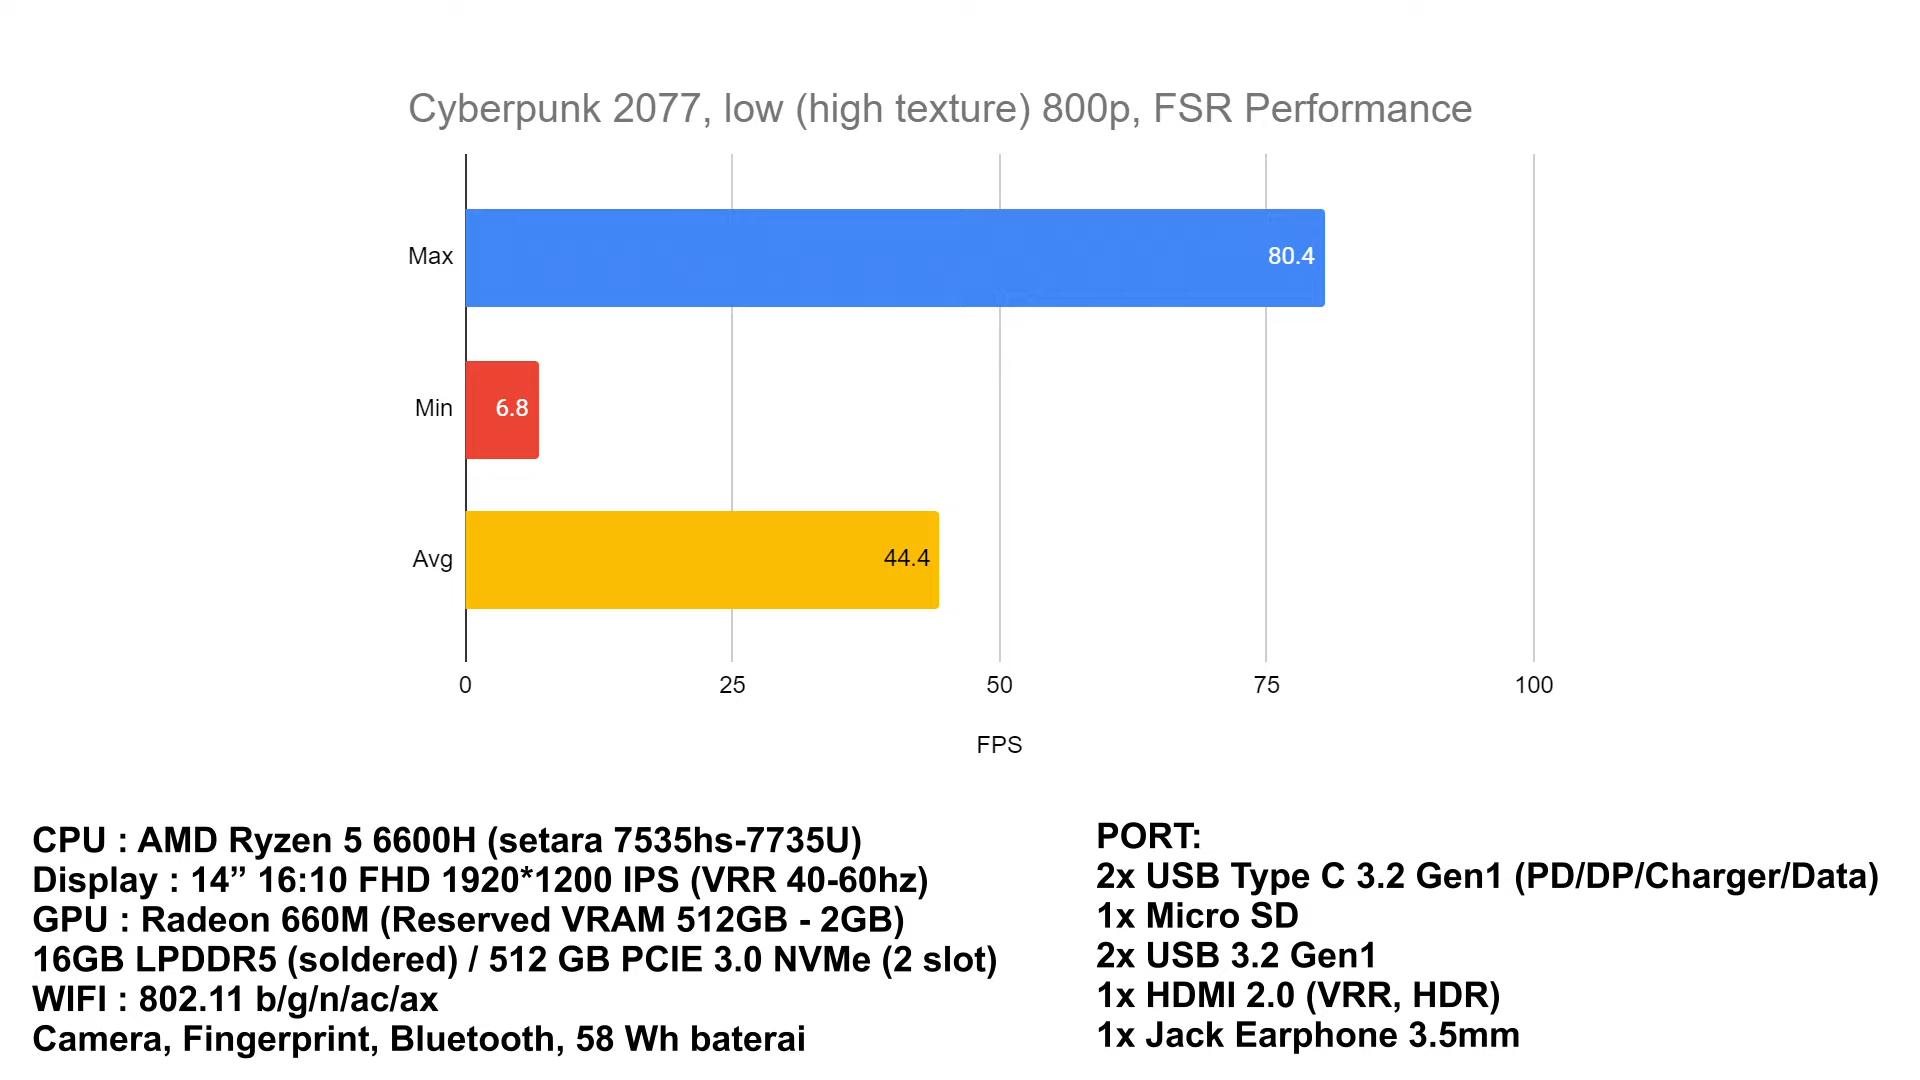 Cyberpunk 2077, low (high texture) 800p, FSR Performance
Max
80.4
Min
6.8
Avg
44.4
0
25
50
75
100
FPS
CPU : AMD Ryzen 5 6600H (setara 7535hs-7735U)
Display : 14” 16:10 FHD 1920*1200 IPS (VRR 40-60hz)
GPU : Radeon 660M (Reserved VRAM 512GB - 2GB)
16GB LPDDR5 (soldered) / 512 GB PCIE 3.0 NVMe (2 slot)
WIFI : 802.11 b/g/n/ac/ax
Camera, Fingerprint, Bluetooth, 58 Wh baterai
PORT:
2x USB Type C 3.2 Gen1 (PD/DP/Charger/Data)
1x Micro SD
2x USB 3.2 Gen1
1x HDMI 2.0 (VRR, HDR)
1x Jack Earphone 3.5mm